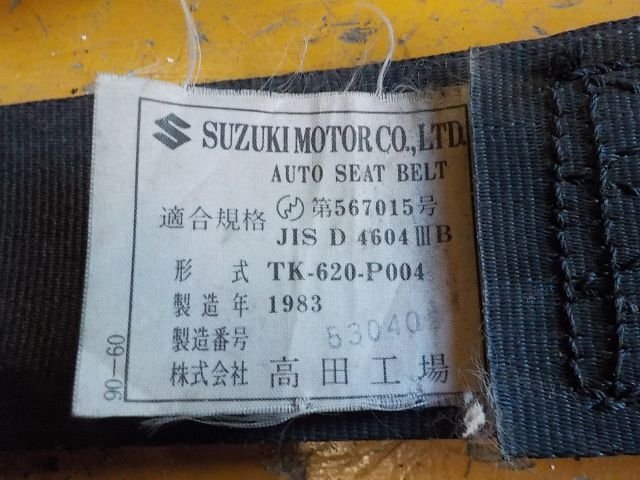 SUZUKI MOTOR CO., LTD.
AUTO SEAT BELT
適合規格 第567015号
JIS D 4604 III B
形式 TK-620-P004
製造年 1983
製造番号
株式会社 高田工場
90-60